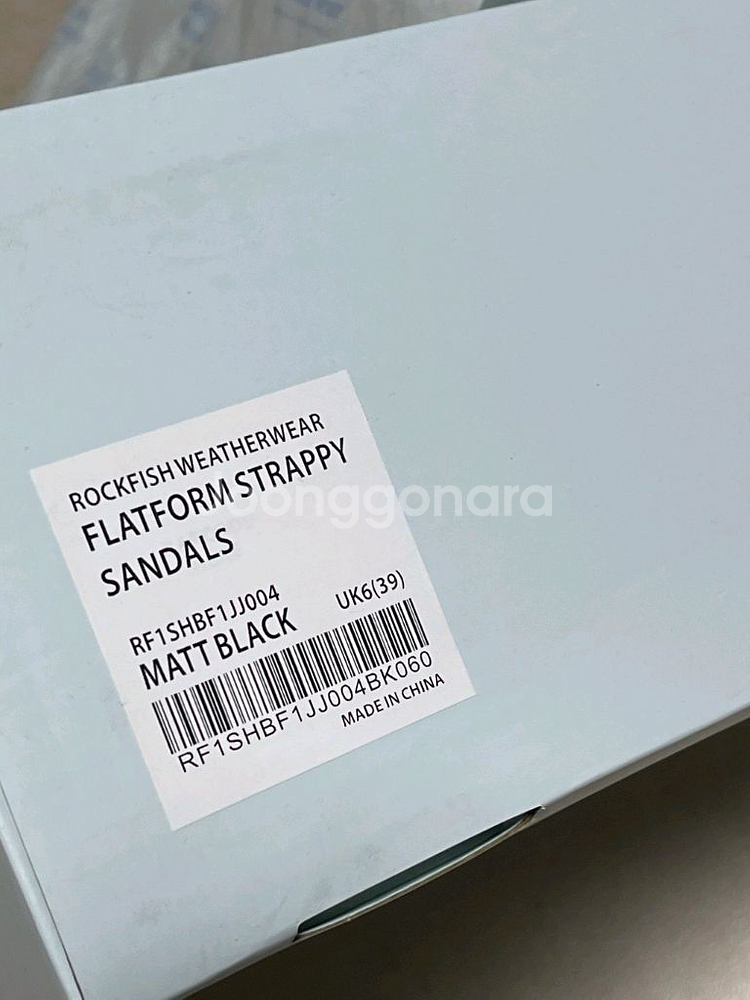 ROCKFISH WEATHERWEAR
FLATFORM STRAPPY
SANDALS
RF1SHBF1JJ004
UK6(39)
MATT BLACK
RF1SHBF1JJ004BK060
MADE IN CHINA
joonggonara